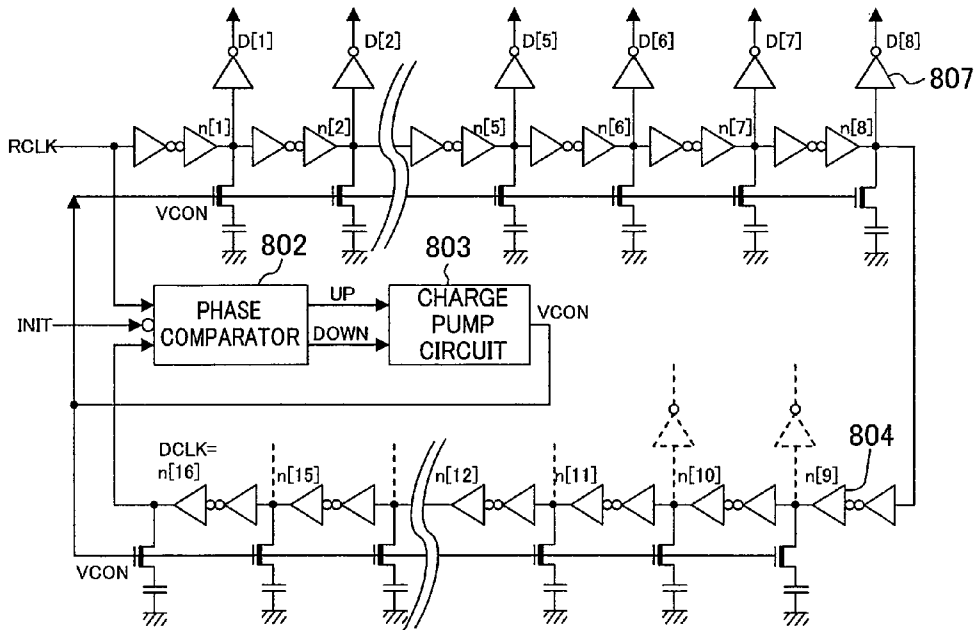 D[1] D[2] D[5] D[6] D[7] D[8]
807
n[1] n[2] n[5] n[6] n[7] n[8]
RCLK
VCON
802 803
INIT
PHASE
COMPARATOR
UP
DOWN
CHARGE
PUMP
CIRCUIT
VCON
804
DCLK=
n[16] n[15] n[12] n[11] n[10] n[9]
VCON